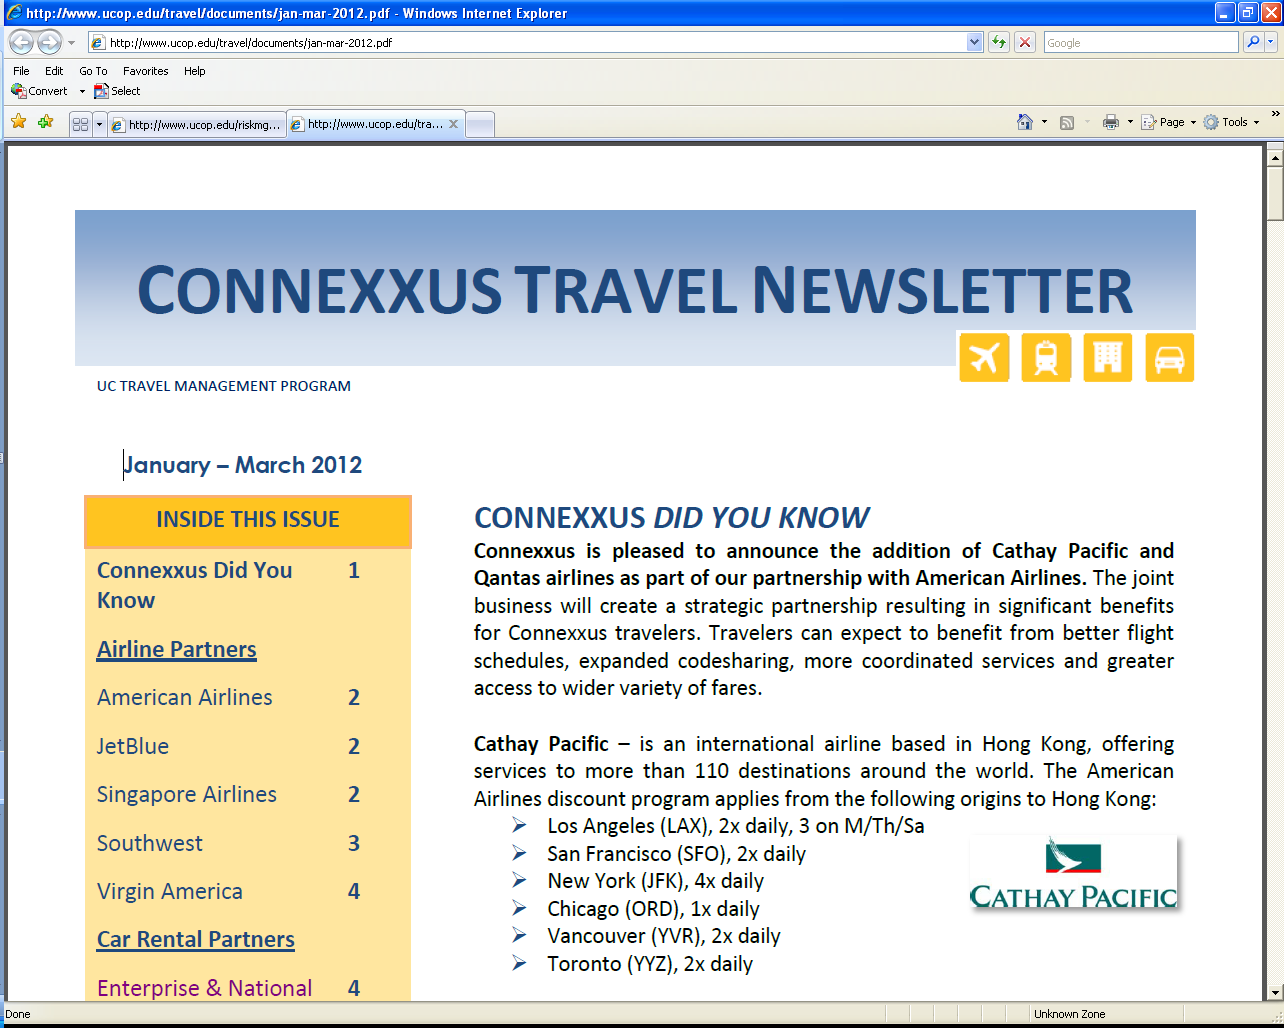 http://www.ucop.edu/travel/documents/jan-mar-2012.pdf - Windows Internet Explorer
http://www.ucop.edu/travel/documents/jan-mar-2012.pdf
Google
File Edit Go To Favorites Help
Convert Select
http://www.ucop.edu/riskmg... http://www.ucop.edu/tra... Page Tools
CONNEXXUS TRAVEL NEWSLETTER
UC TRAVEL MANAGEMENT PROGRAM
January – March 2012
INSIDE THIS ISSUE
Connexxus Did You 1
Know
Airline Partners
American Airlines 2
JetBlue 2
Singapore Airlines 2
Southwest 3
Virgin America 4
Car Rental Partners
Enterprise & National 4
CONNEXXUS DID YOU KNOW
Connexxus is pleased to announce the addition of Cathay Pacific and
Qantas airlines as part of our partnership with American Airlines. The joint
business will create a strategic partnership resulting in significant benefits
for Connexxus travelers. Travelers can expect to benefit from better flight
schedules, expanded codesharing, more coordinated services and greater
access to wider variety of fares.
Cathay Pacific – is an international airline based in Hong Kong, offering
services to more than 110 destinations around the world. The American
Airlines discount program applies from the following origins to Hong Kong:
Los Angeles (LAX), 2x daily, 3 on M/Th/Sa
San Francisco (SFO), 2x daily
New York (JFK), 4x daily
Chicago (ORD), 1x daily
Vancouver (YVR), 2x daily
Toronto (YYZ), 2x daily
CATHAY PACIFIC
Done
Unknown Zone